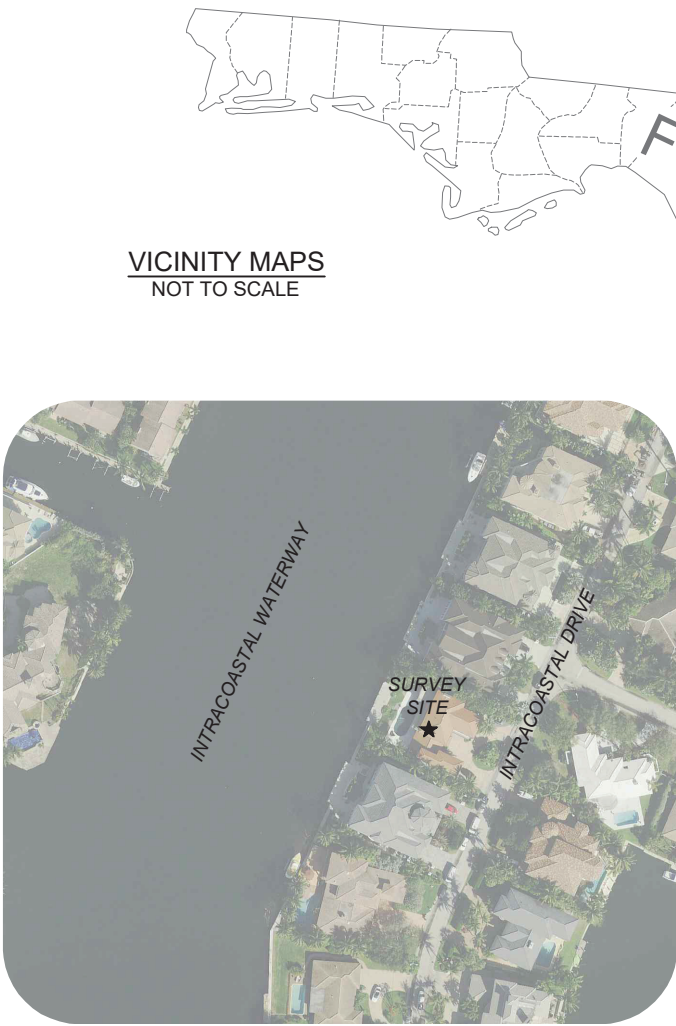 F
VICINITY MAPS
NOT TO SCALE
INTRACOASTAL WATERWAY
INTRACOASTAL DRIVE
SURVEY
SITE